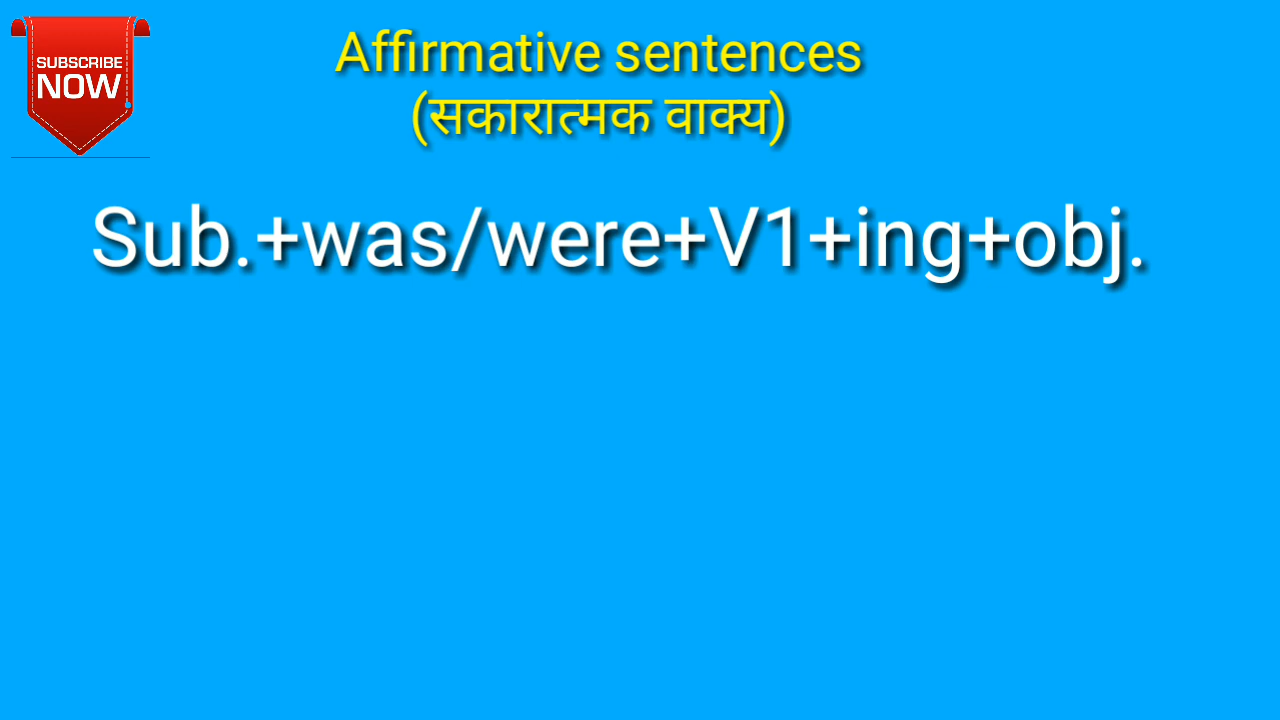 SUBSCRIBE
NOW
Affirmative sentences
(सकारात्मक वाक्य)
Sub.+was/were+V1+ing+obj.